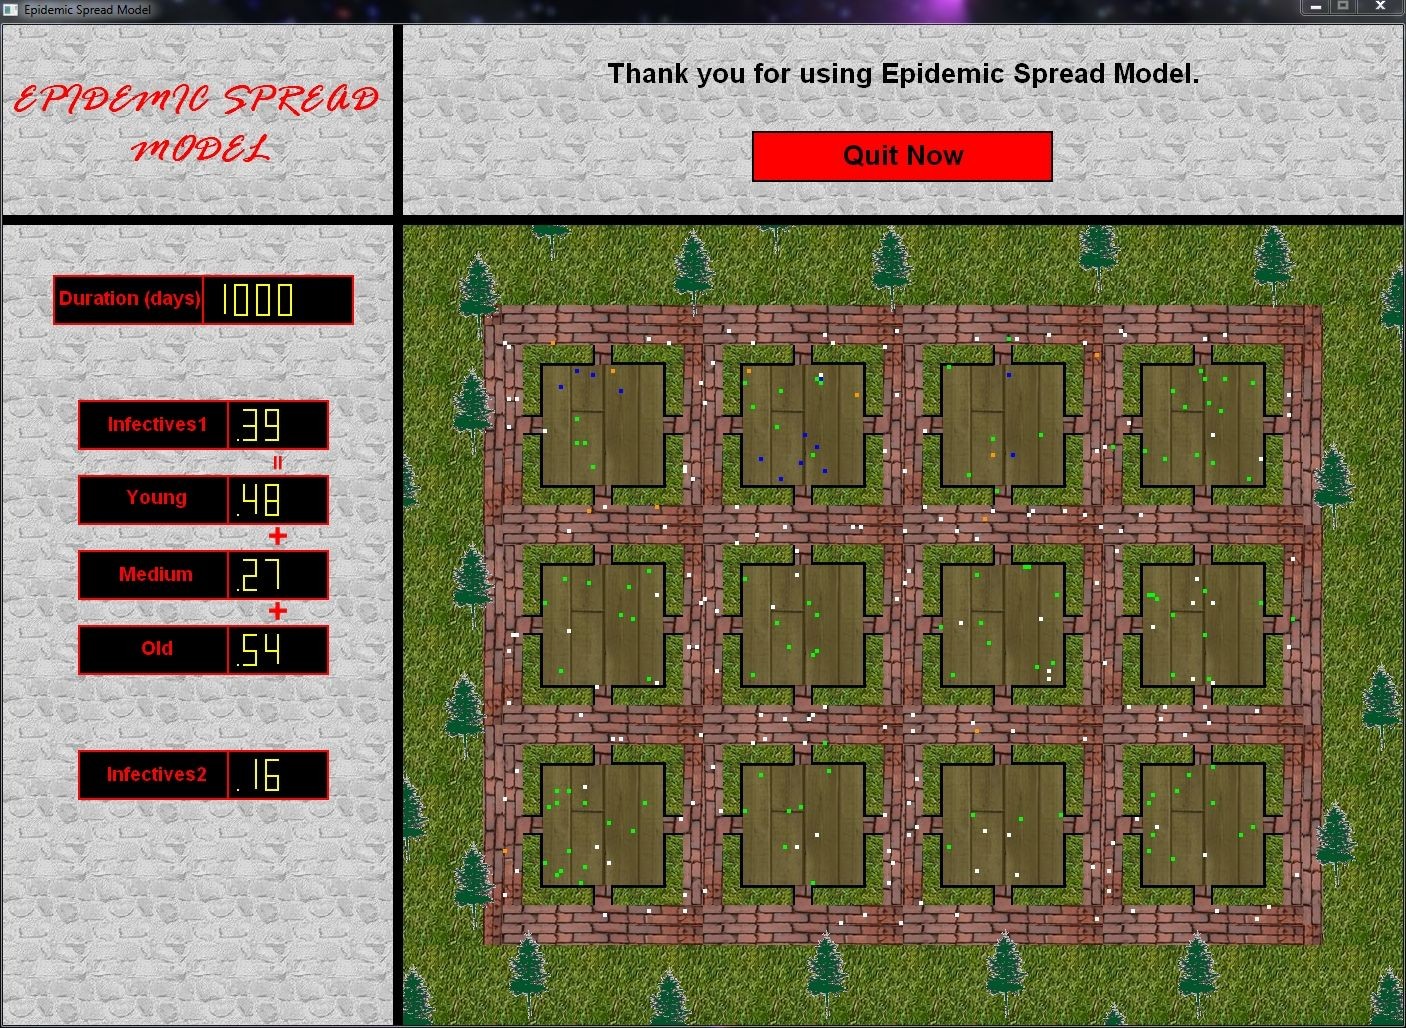 Epidemic Spread Model
EPIDEMIC SPREAD
MODEL
Thank you for using Epidemic Spread Model.
Quit Now
Duration (days) 1000
Infectives1 .39
=
Young .48
+
Medium .27
+
Old .54
Infectives2 .16